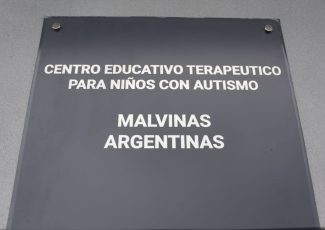 CENTRO EDUCATIVO TERAPEUTICO
PARA NIÑOS CON AUTISMO
MALVINAS
ARGENTINAS